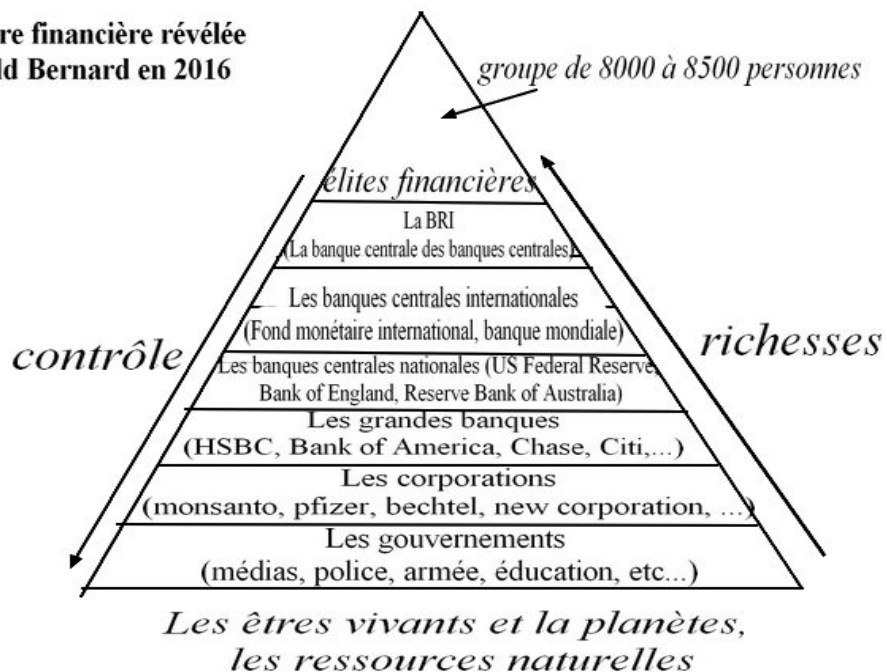 re financière révélée
ld Bernard en 2016
groupe de 8000 à 8500 personnes
élites financières
La BRI
(La banque centrale des banques centrales)
Les banques centrales internationales
(Fond monétaire international, banque mondiale)
contrôle
richesses
Les banques centrales nationales (US Federal Reserve,
Bank of England, Reserve Bank of Australia)
Les grandes banques
(HSBC, Bank of America, Chase, Citi,...)
Les corporations
(monsanto, pfizer, bechtel, new corporation, ...)
Les gouvernements
(médias, police, armée, éducation, etc...)
Les êtres vivants et la planètes,
les ressources naturelles